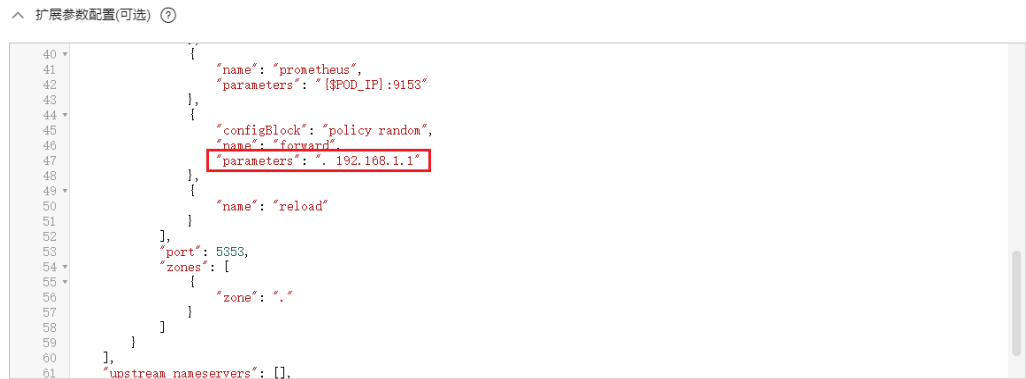 扩展参数配置(可选)
40 {
41 "name": "prometheus",
42 "parameters": "{$POD_IP}:9153"
43 },
44 {
45 "configBlock": "policy random",
46 "name": "forward",
47 "parameters": ". 192.168.1.1"
48 },
49 {
50 "name": "reload"
51 }
52 ],
53 "port": 5353,
54 "zones": [
55 {
56 "zone": "."
57 }
58 ]
59 }
60 ],
61 "upstream_nameservers": [],